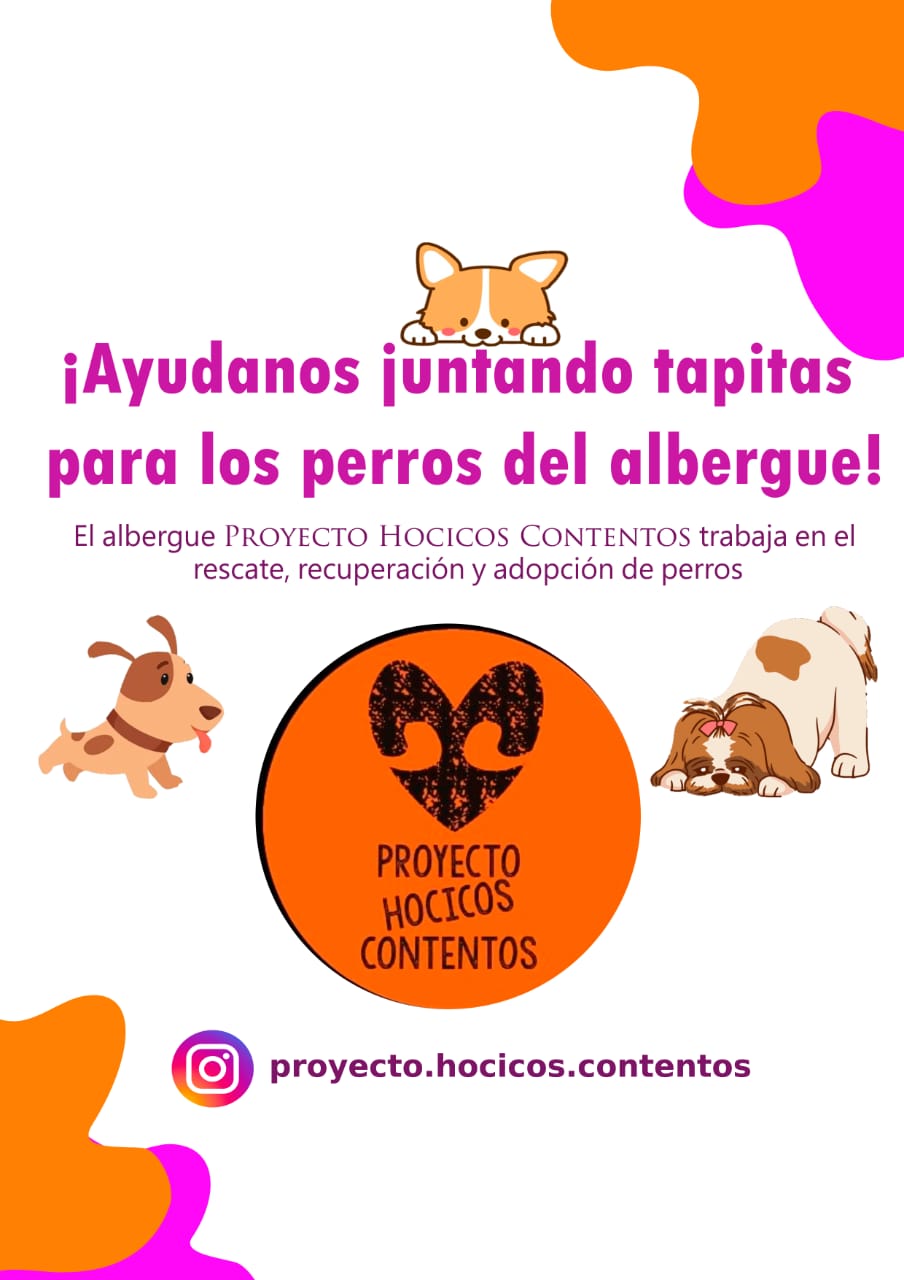 ¡Ayudanos juntando tapitas
para los perros del albergue!
El albergue PROYECTO HOCICOS CONTENTOS trabaja en el
rescate, recuperación y adopción de perros
PROYECTO
HOCICOS
CONTENTOS
proyecto.hocicos.contentos